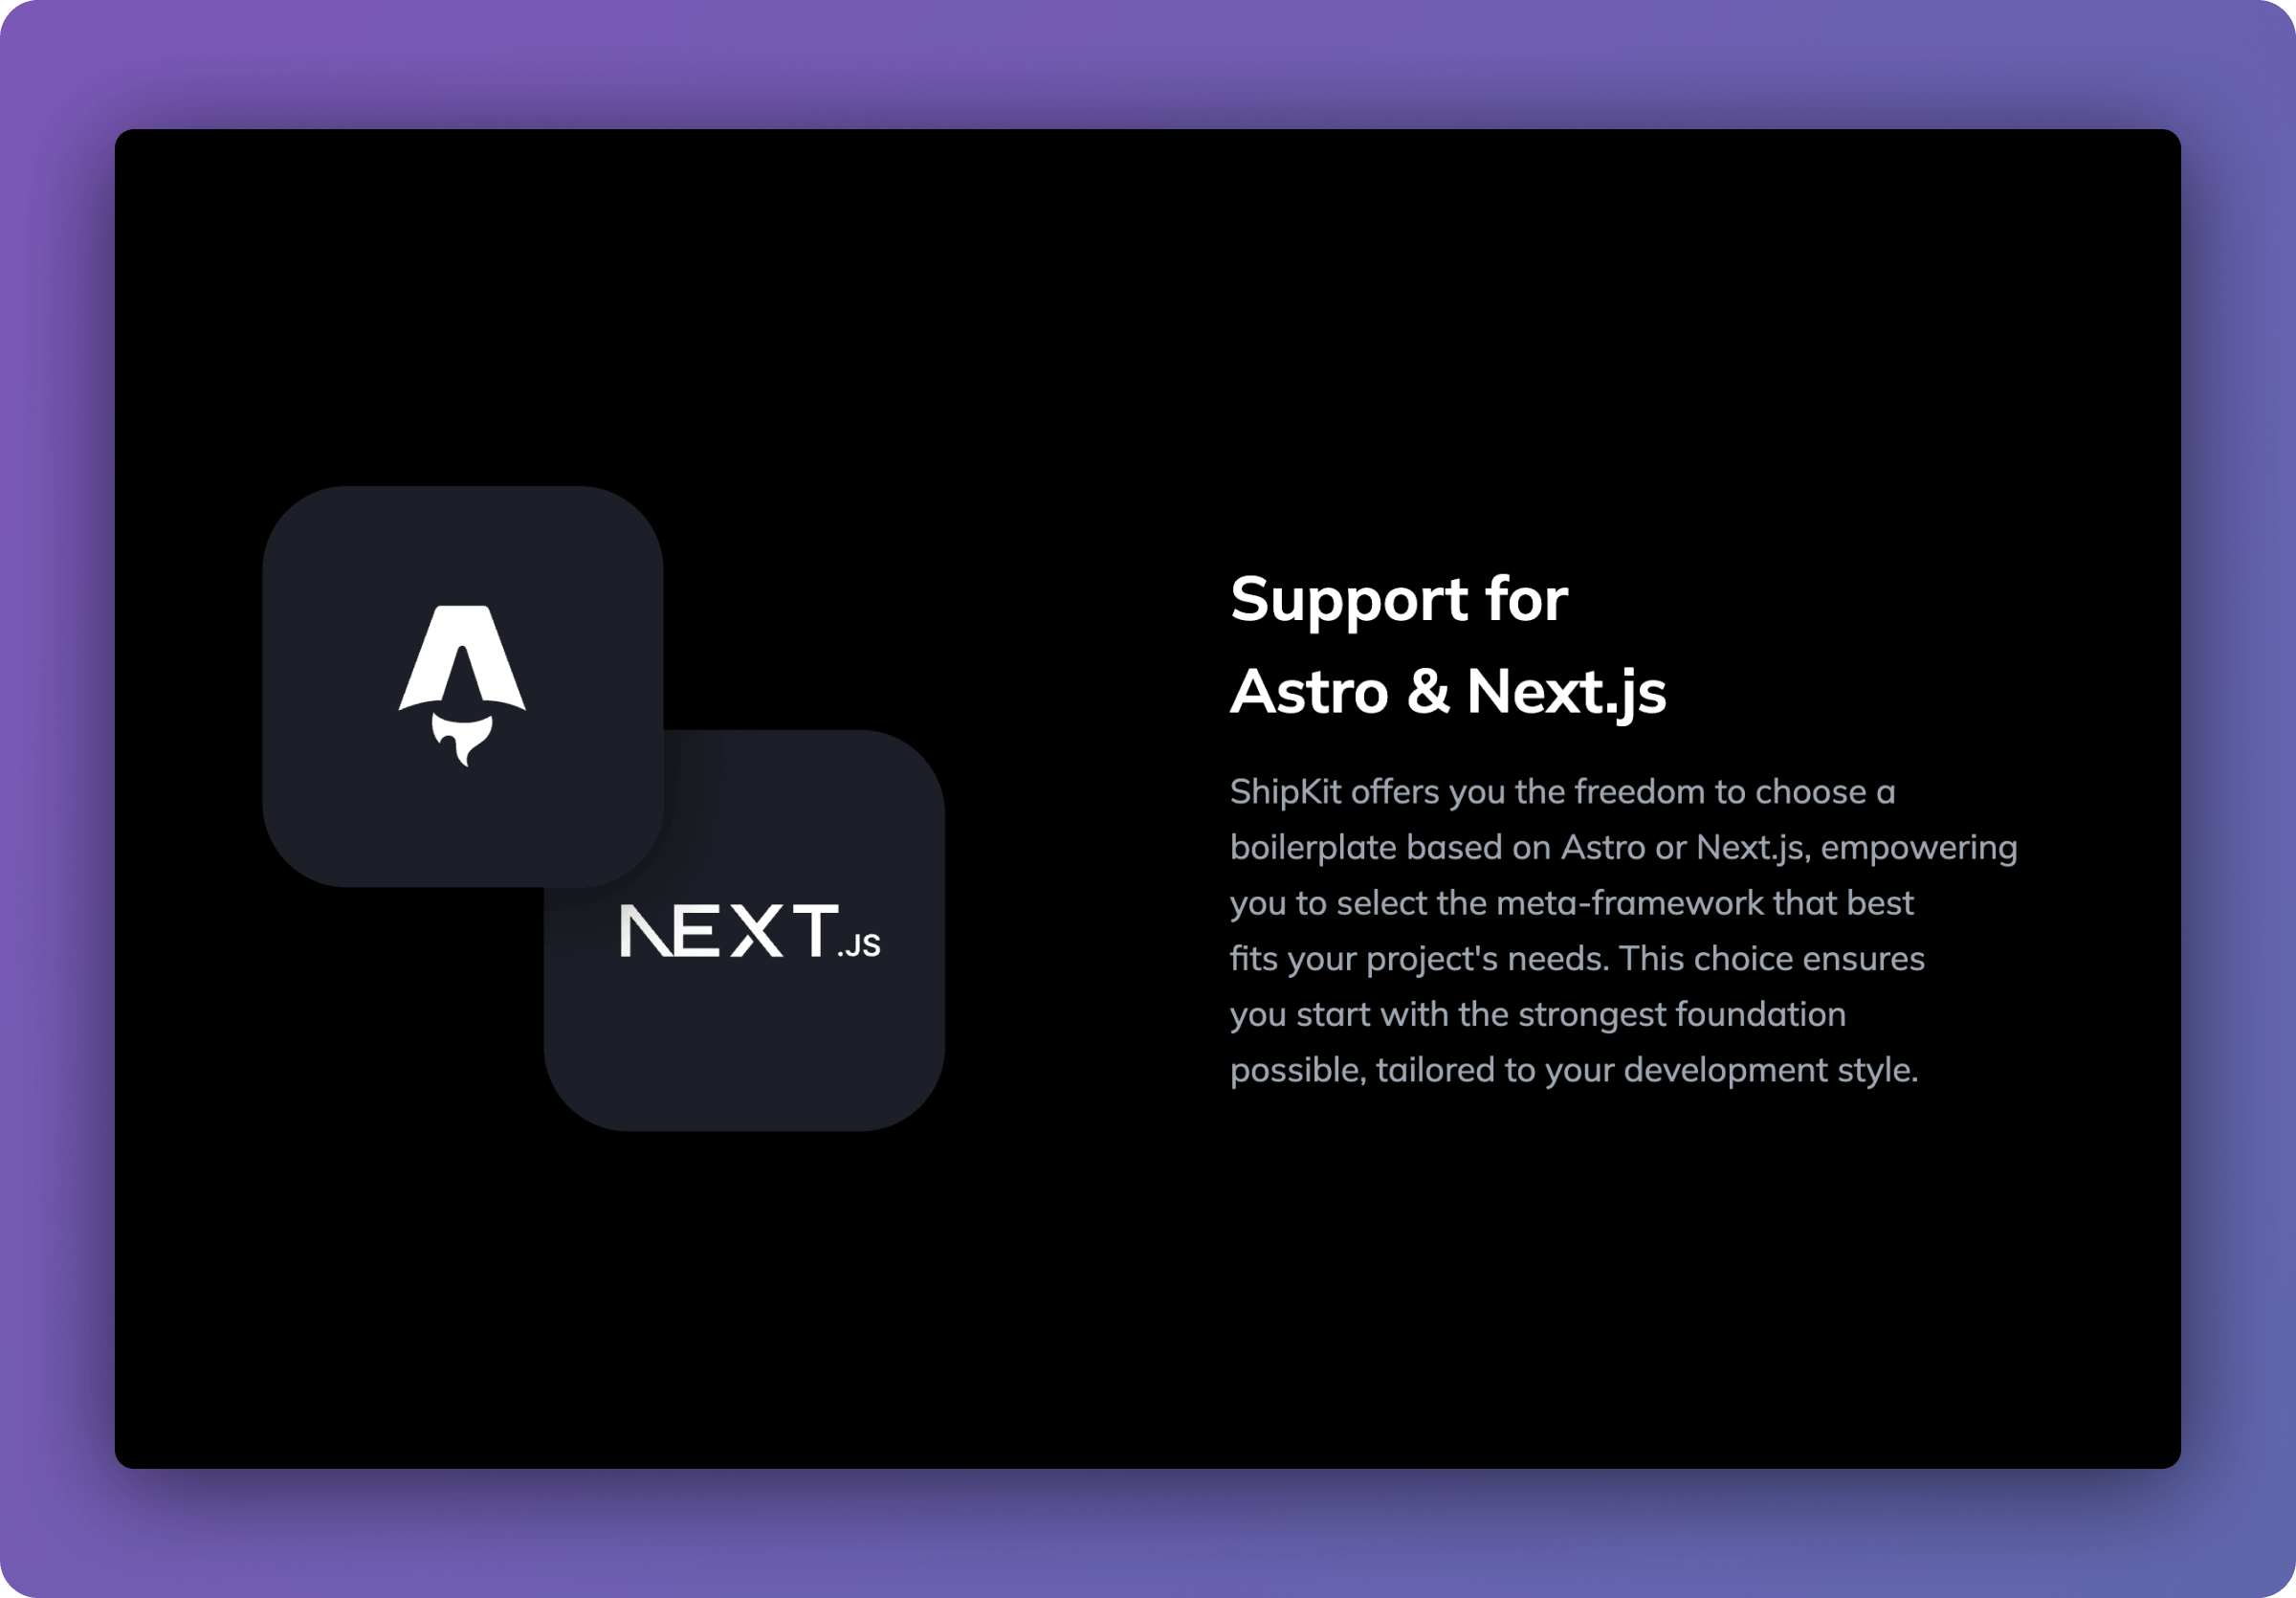 NEXT.JS
Support for
Astro & Next.js
ShipKit offers you the freedom to choose a
boilerplate based on Astro or Next.js, empowering
you to select the meta-framework that best
fits your project's needs. This choice ensures
you start with the strongest foundation
possible, tailored to your development style.